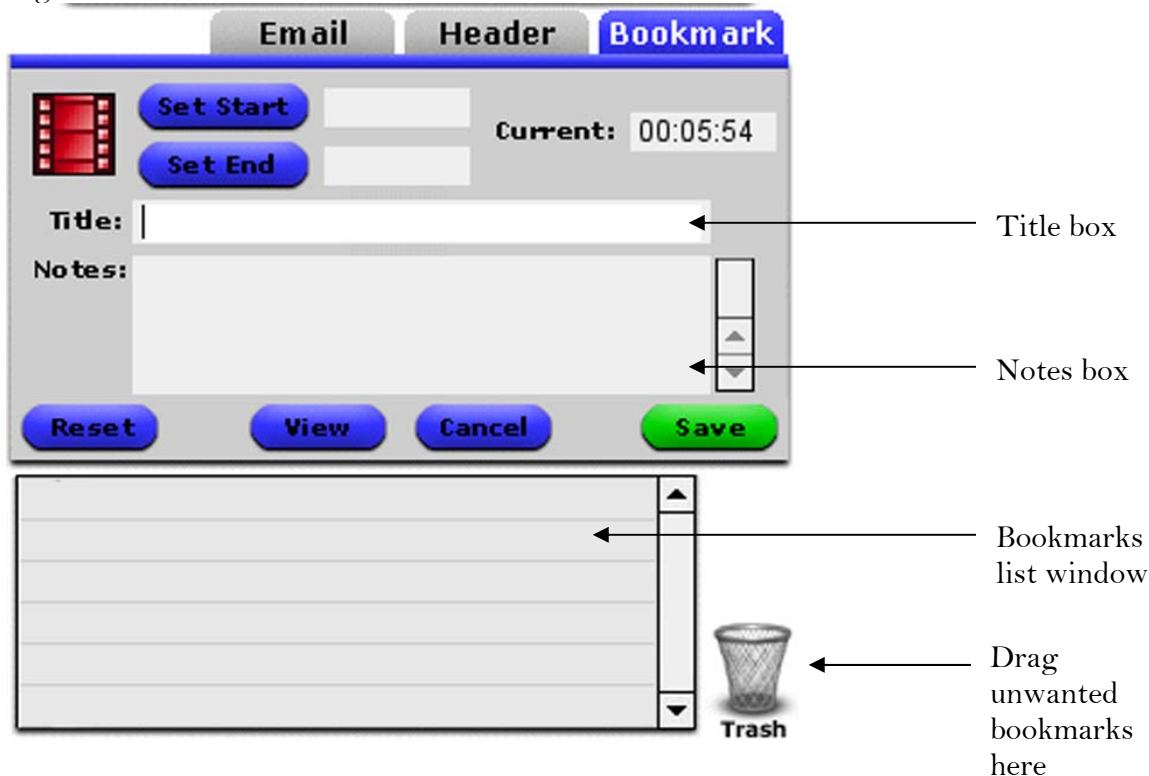 Email Header Bookmark
Set Start
Current: 00:05:54
Set End
Title:
Title box
Notes:
Notes box
Reset View Cancel Save
Bookmarks
list window
Drag
unwanted
bookmarks
here
Trash